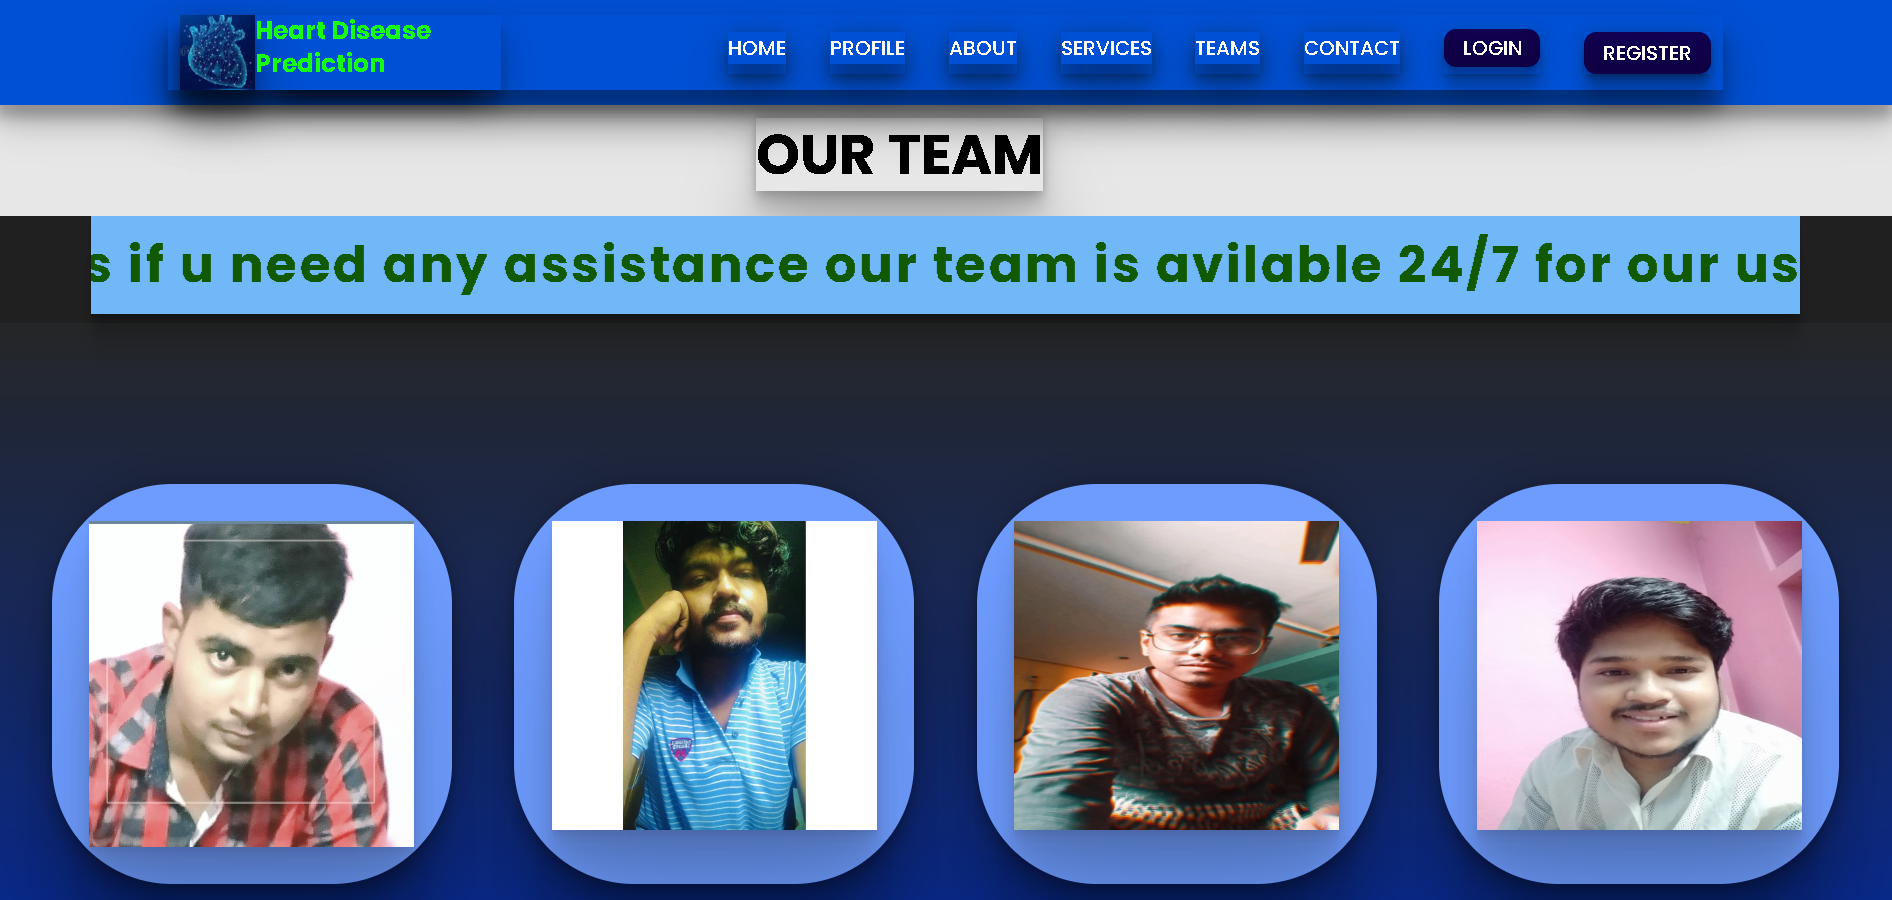 Heart Disease
Prediction
HOME PROFILE ABOUT SERVICES TEAMS CONTACT LOGIN REGISTER
OUR TEAM
s if u need any assistance our team is avilable 24/7 for our us